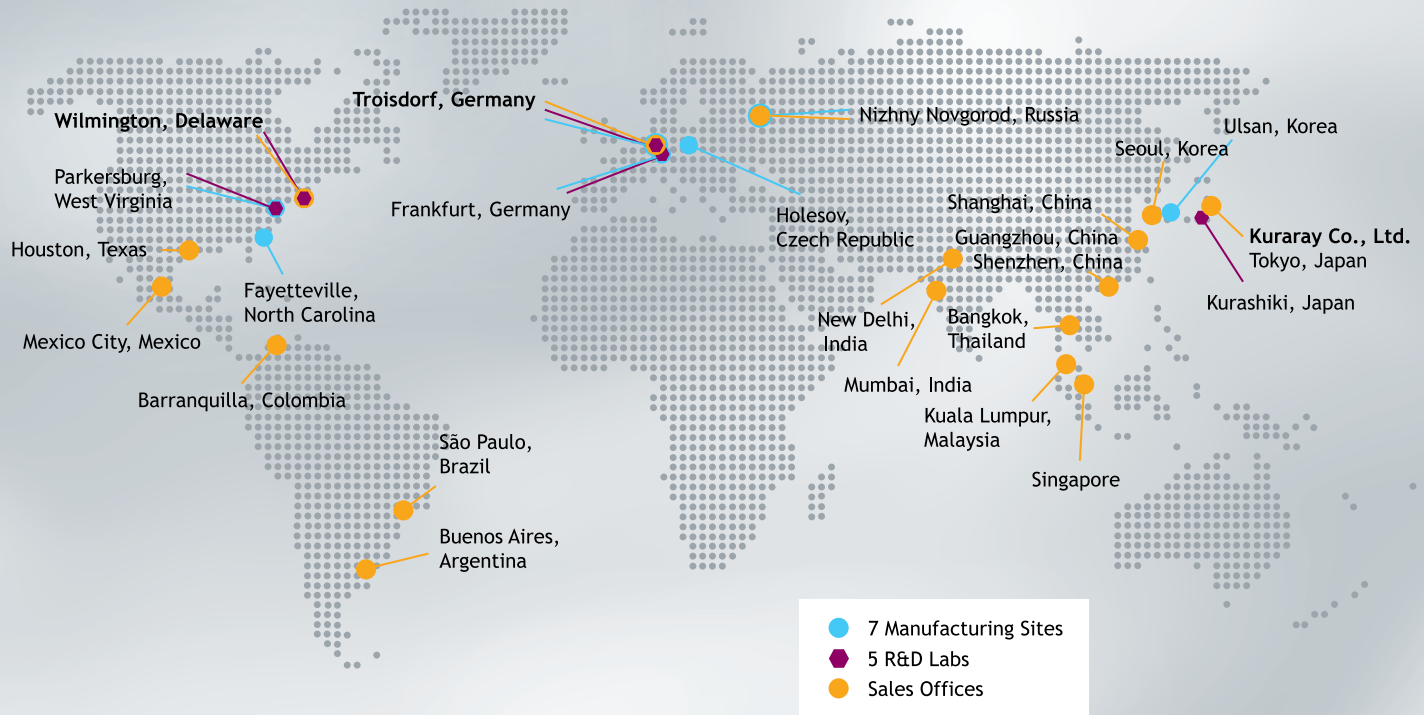 Troisdorf, Germany
Wilmington, Delaware
Nizhny Novgorod, Russia
Ulsan, Korea
Seoul, Korea
Parkersburg,
West Virginia
Frankfurt, Germany
Holesov,
Czech Republic
Shanghai, China
Guangzhou, China
Shenzhen, China
Kuraray Co., Ltd.
Tokyo, Japan
Houston, Texas
Fayetteville,
North Carolina
Kurashiki, Japan
Mexico City, Mexico
New Delhi,
India
Bangkok,
Thailand
Mumbai, India
Barranquilla, Colombia
Kuala Lumpur,
Malaysia
São Paulo,
Brazil
Singapore
Buenos Aires,
Argentina
7 Manufacturing Sites
5 R&D Labs
Sales Offices